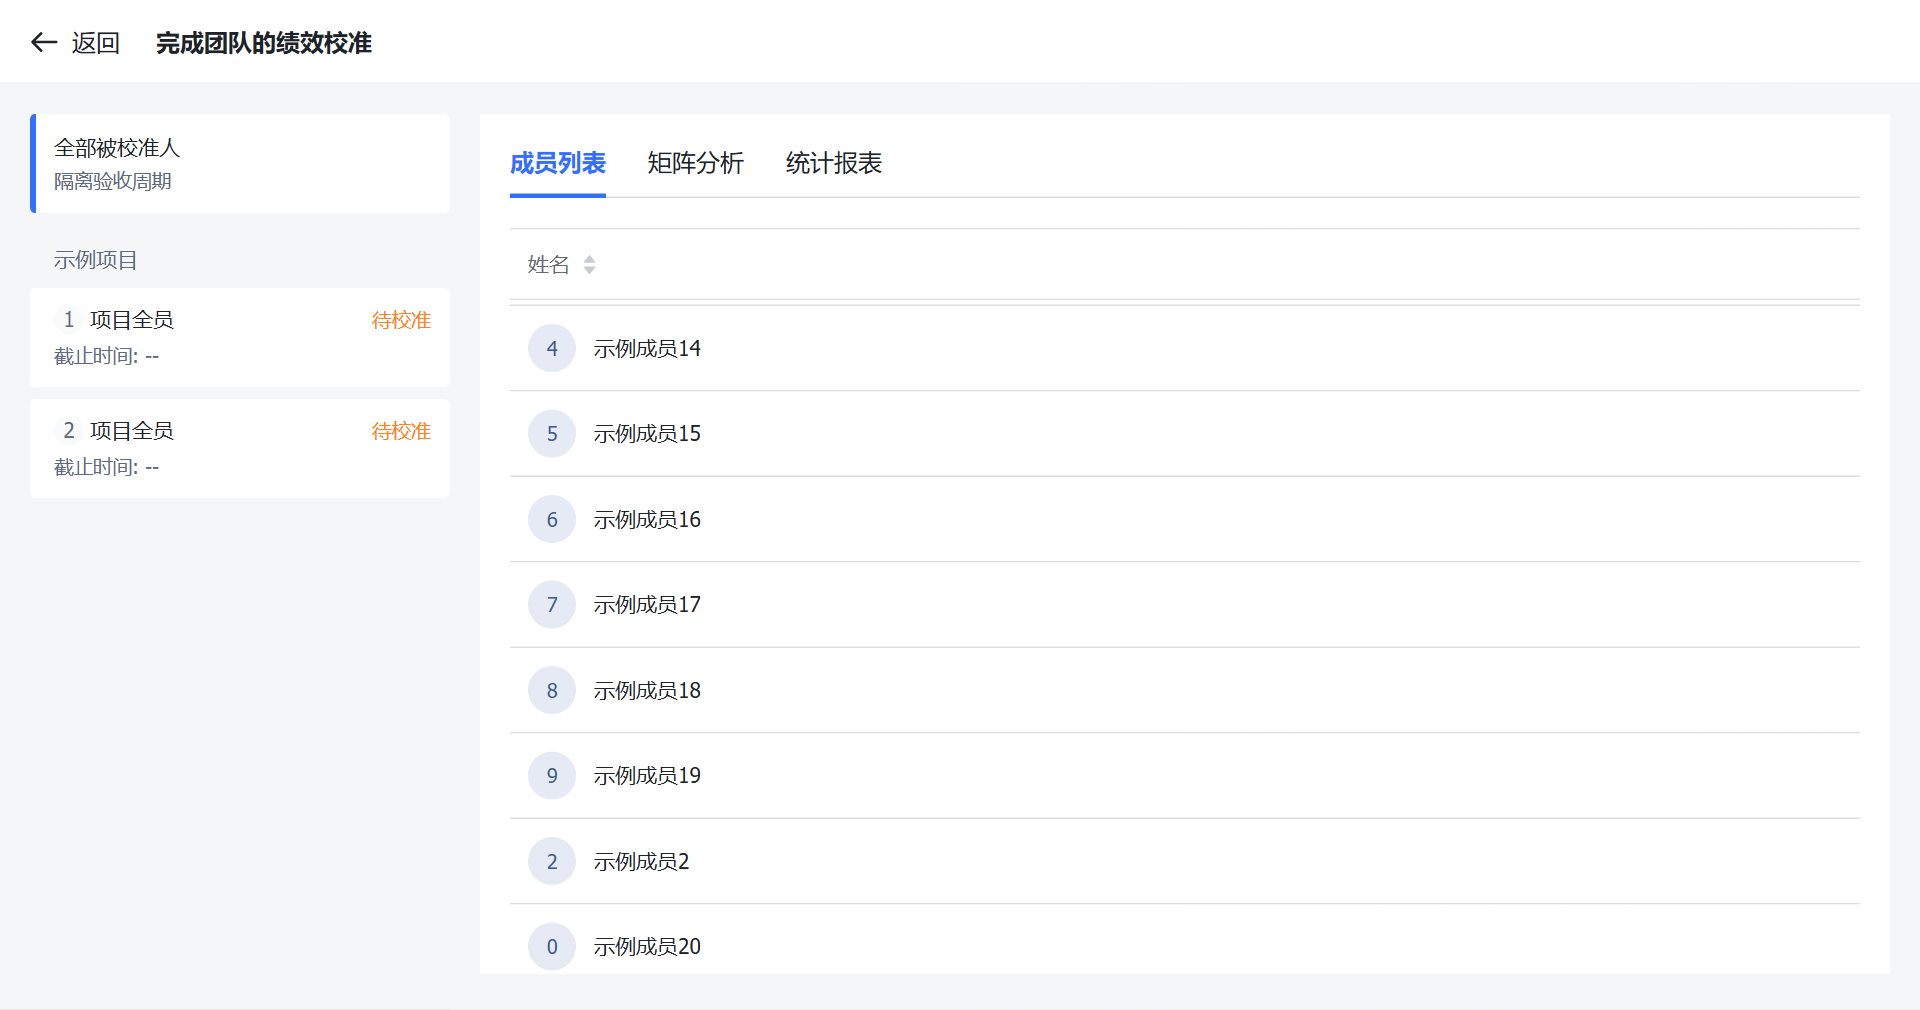 返回 完成团队的绩效校准
全部被校准人
隔离验收周期
示例项目
1 项目全员 待校准
截止时间: --
2 项目全员 待校准
截止时间: --
成员列表 矩阵分析 统计报表
姓名
4 示例成员14
5 示例成员15
6 示例成员16
7 示例成员17
8 示例成员18
9 示例成员19
2 示例成员2
0 示例成员20